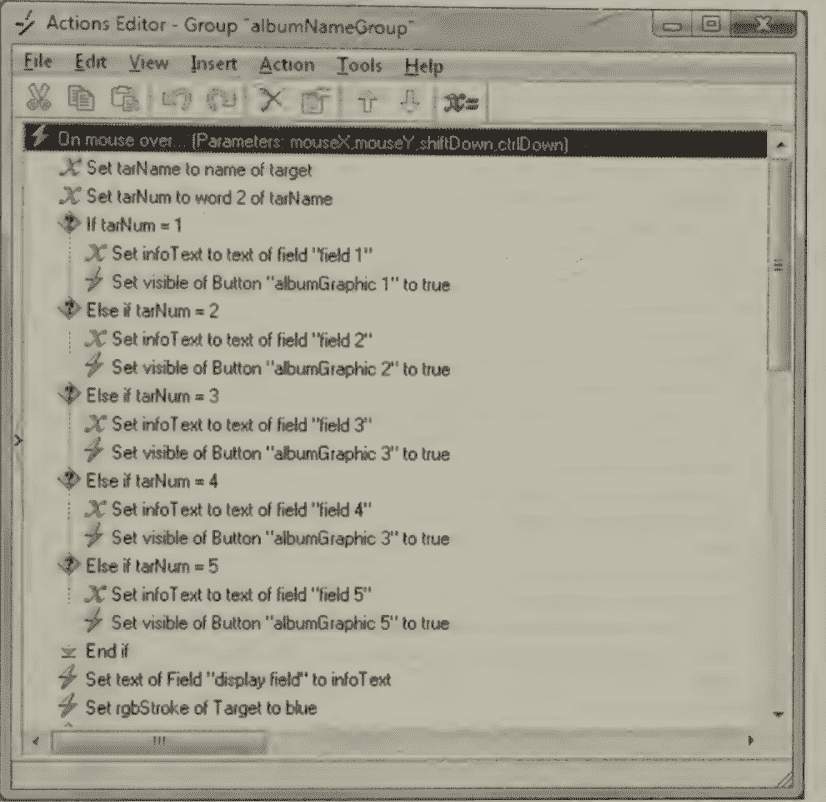 Actions Editor - Group "albumNameGroup"
File Edit View Insert Action Tools Help
x=
On mouse over... (Parameters: mouseX,mouseY,shiftDown,ctrlDown)
Set tarName to name of target
Set tarNum to word 2 of tarName
If tarNum = 1
Set infoText to text of field "field 1"
Set visible of Button "albumGraphic 1" to true
Else if tarNum = 2
Set infoText to text of field "field 2"
Set visible of Button "albumGraphic 2" to true
Else if tarNum = 3
Set infoText to text of field "field 3"
Set visible of Button "albumGraphic 3" to true
Else if tarNum = 4
Set infoText to text of field "field 4"
Set visible of Button "albumGraphic 3" to true
Else if tarNum = 5
Set infoText to text of field "field 5"
Set visible of Button "albumGraphic 5" to true
End if
Set text of Field "display field" to infoText
Set rgbStroke of Target to blue